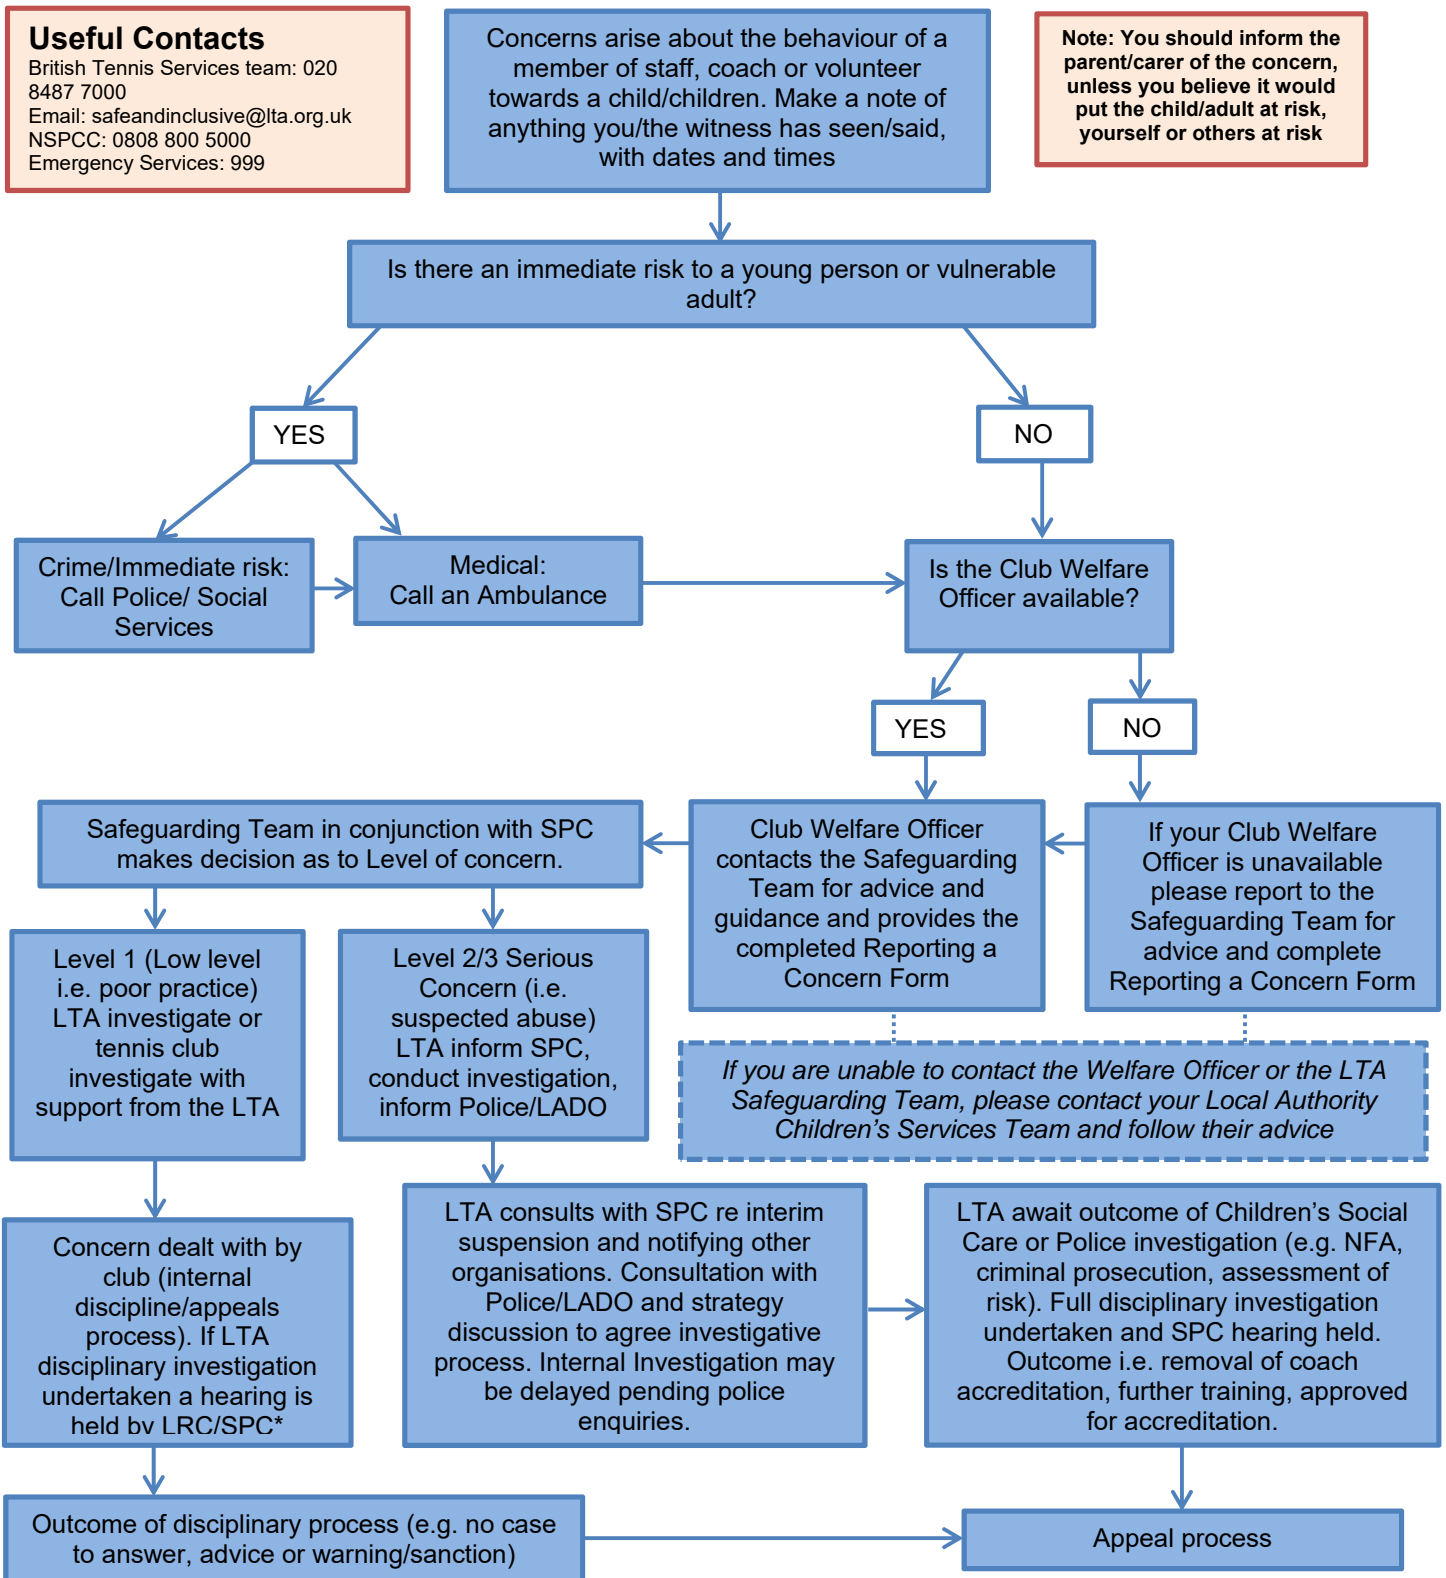 Useful Contacts
British Tennis Services team: 020
8487 7000
Email: safeandinclusive@lta.org.uk
NSPCC: 0808 800 5000
Emergency Services: 999
Concerns arise about the behaviour of a
member of staff, coach or volunteer
towards a child/children. Make a note of
anything you/the witness has seen/said,
with dates and times
Note: You should inform the
parent/carer of the concern,
unless you believe it would
put the child/adult at risk,
yourself or others at risk
Is there an immediate risk to a young person or vulnerable
adult?
YES
NO
Crime/Immediate risk:
Call Police/ Social
Services
Medical:
Call an Ambulance
Is the Club Welfare
Officer available?
YES
NO
Safeguarding Team in conjunction with SPC
makes decision as to Level of concern.
Club Welfare Officer
contacts the Safeguarding
Team for advice and
guidance and provides the
completed Reporting a
Concern Form
If your Club Welfare
Officer is unavailable
please report to the
Safeguarding Team for
advice and complete
Reporting a Concern Form
Level 1 (Low level
i.e. poor practice)
LTA investigate or
tennis club
investigate with
support from the LTA
Level 2/3 Serious
Concern (i.e.
suspected abuse)
LTA inform SPC,
conduct investigation,
inform Police/LADO
If you are unable to contact the Welfare Officer or the LTA
Safeguarding Team, please contact your Local Authority
Children’s Services Team and follow their advice
Concern dealt with by
club (internal
discipline/appeals
process). If LTA
disciplinary investigation
undertaken a hearing is
held by LRC/SPC*
LTA consults with SPC re interim
suspension and notifying other
organisations. Consultation with
Police/LADO and strategy
discussion to agree investigative
process. Internal Investigation may
be delayed pending police
enquiries.
LTA await outcome of Children’s Social
Care or Police investigation (e.g. NFA,
criminal prosecution, assessment of
risk). Full disciplinary investigation
undertaken and SPC hearing held.
Outcome i.e. removal of coach
accreditation, further training, approved
for accreditation.
Outcome of disciplinary process (e.g. no case
to answer, advice or warning/sanction)
Appeal process